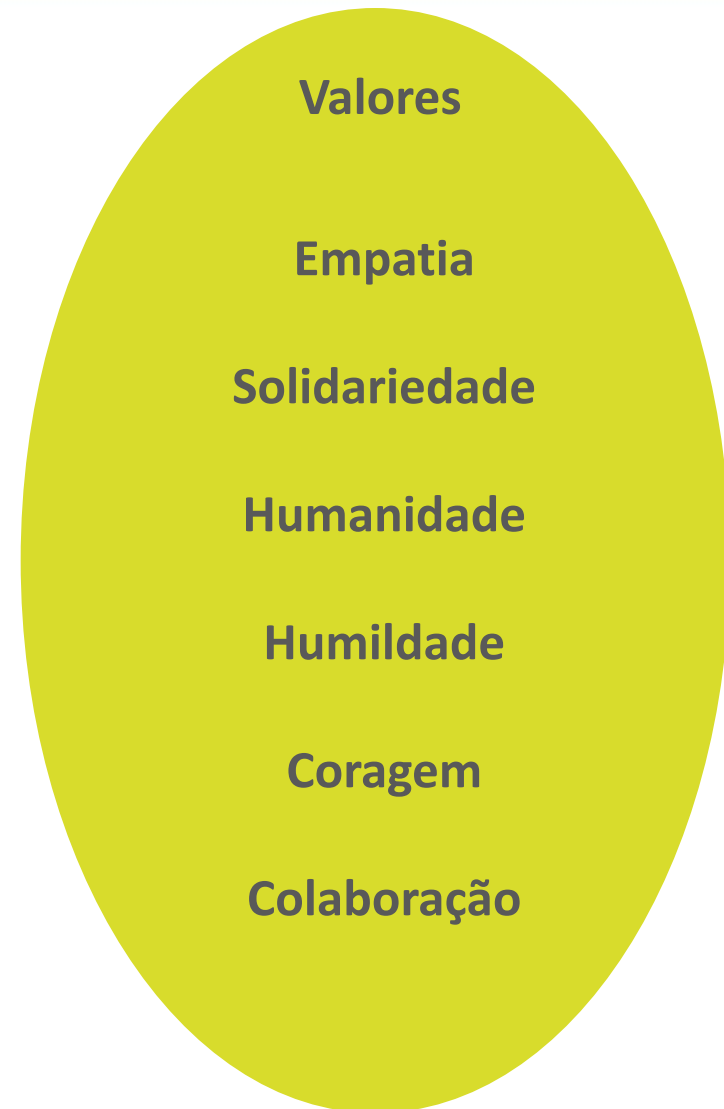 Valores
Empatia
Solidariedade
Humanidade
Humildade
Coragem
Colaboração